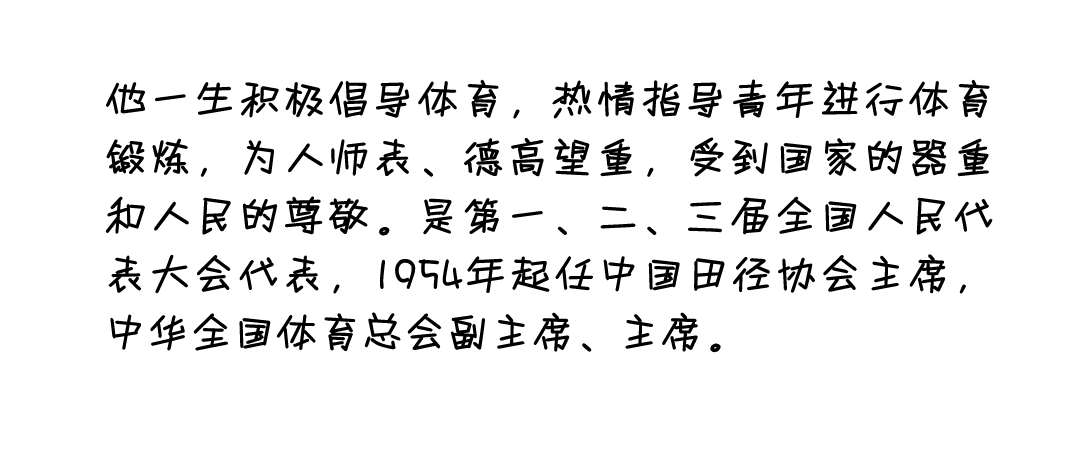 他一生积极倡导体育，热情指导青年进行体育
锻炼，为人师表、德高望重，受到国家的器重
和人民的尊敬。是第一、二、三届全国人民代
表大会代表，1954年起任中国田径协会主席，
中华全国体育总会副主席、主席。